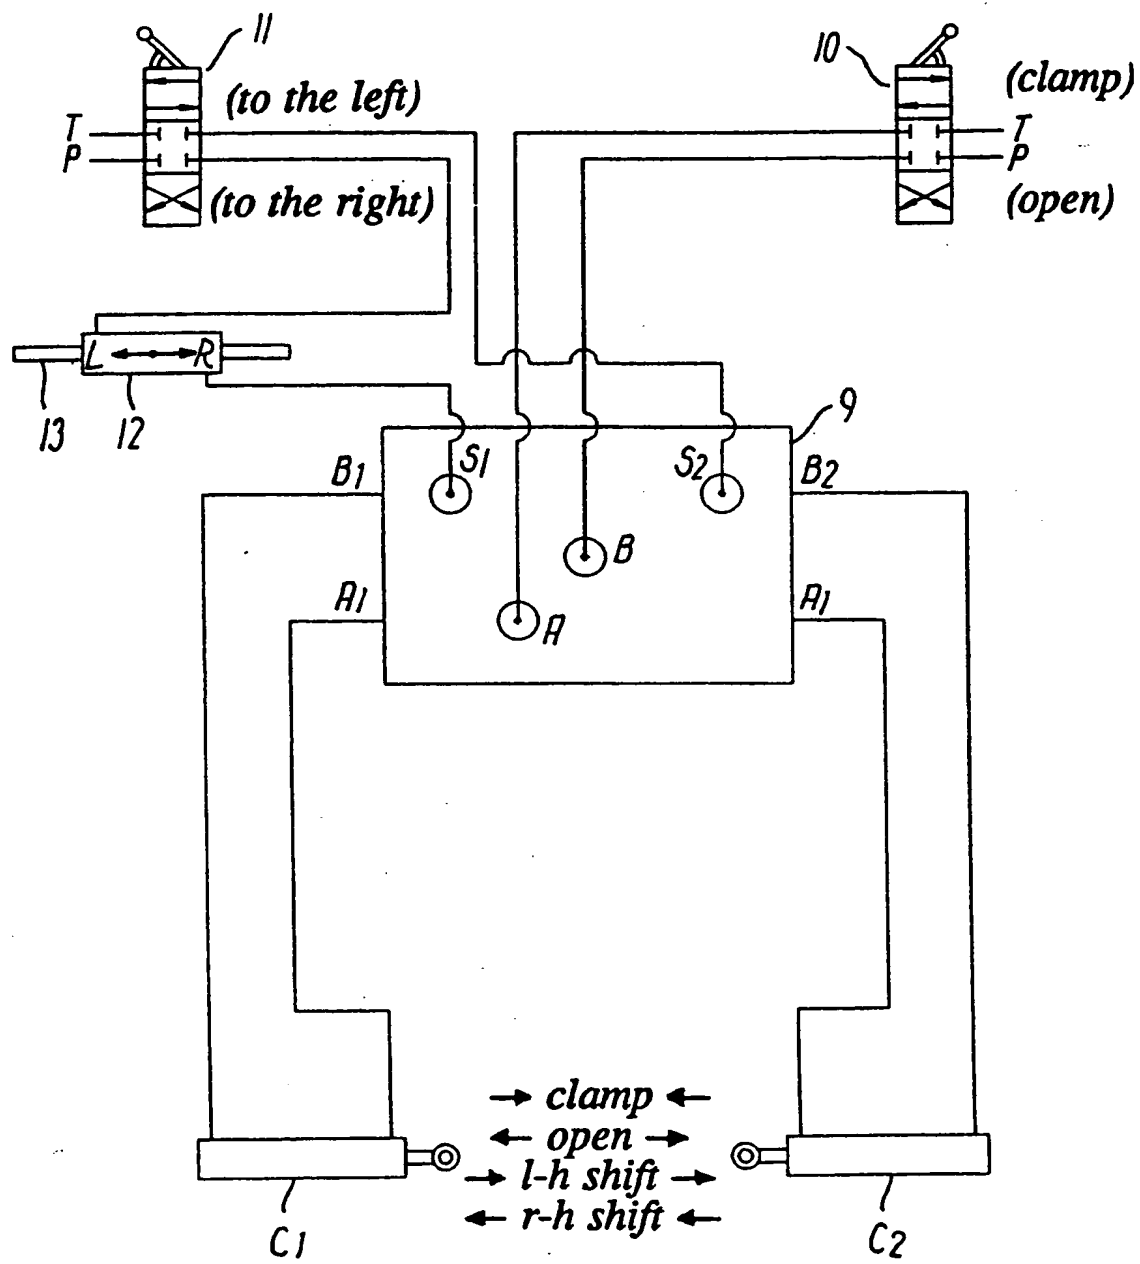 11
10
(to the left)
(clamp)
T
T
P
P
(to the right)
(open)
L
R
13
12
9
S1
S2
B1
B2
B
A1
A1
A
clamp
open
l-h shift
r-h shift
C1
C2